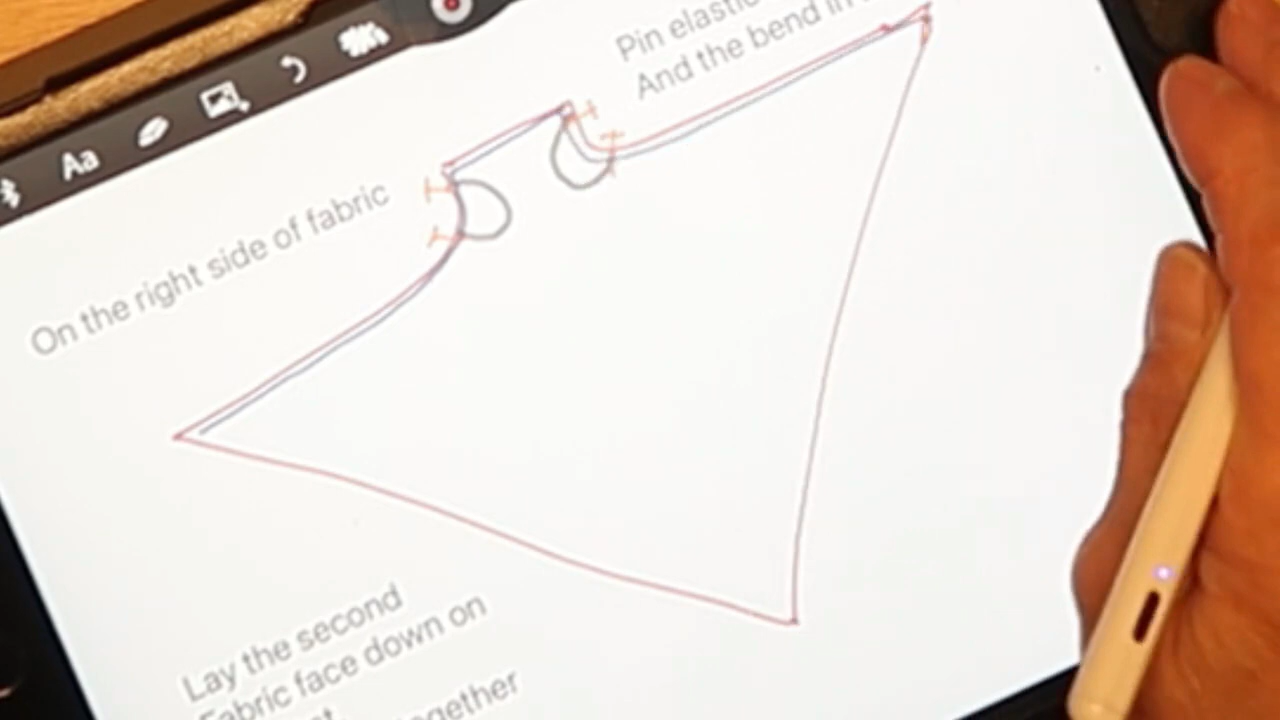 Aa
Pin elastic
And the bend in
On the right side of fabric
Lay the second
Fabric face down on
together